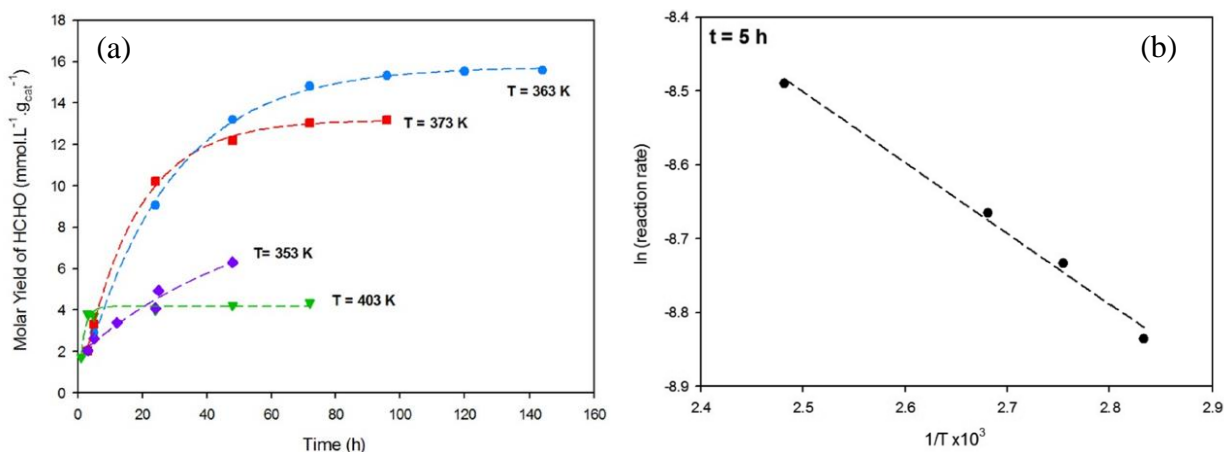 (a)
Molar Yield of HCHO (mmol.L⁻¹.g_cat⁻¹)
18
16
14
12
10
8
6
4
2
0
T = 363 K
T = 373 K
T= 353 K
T = 403 K
0 20 40 60 80 100 120 140 160
Time (h)
t = 5 h
(b)
ln (reaction rate)
-8.4
-8.5
-8.6
-8.7
-8.8
-8.9
2.4 2.5 2.6 2.7 2.8 2.9
1/T x10³